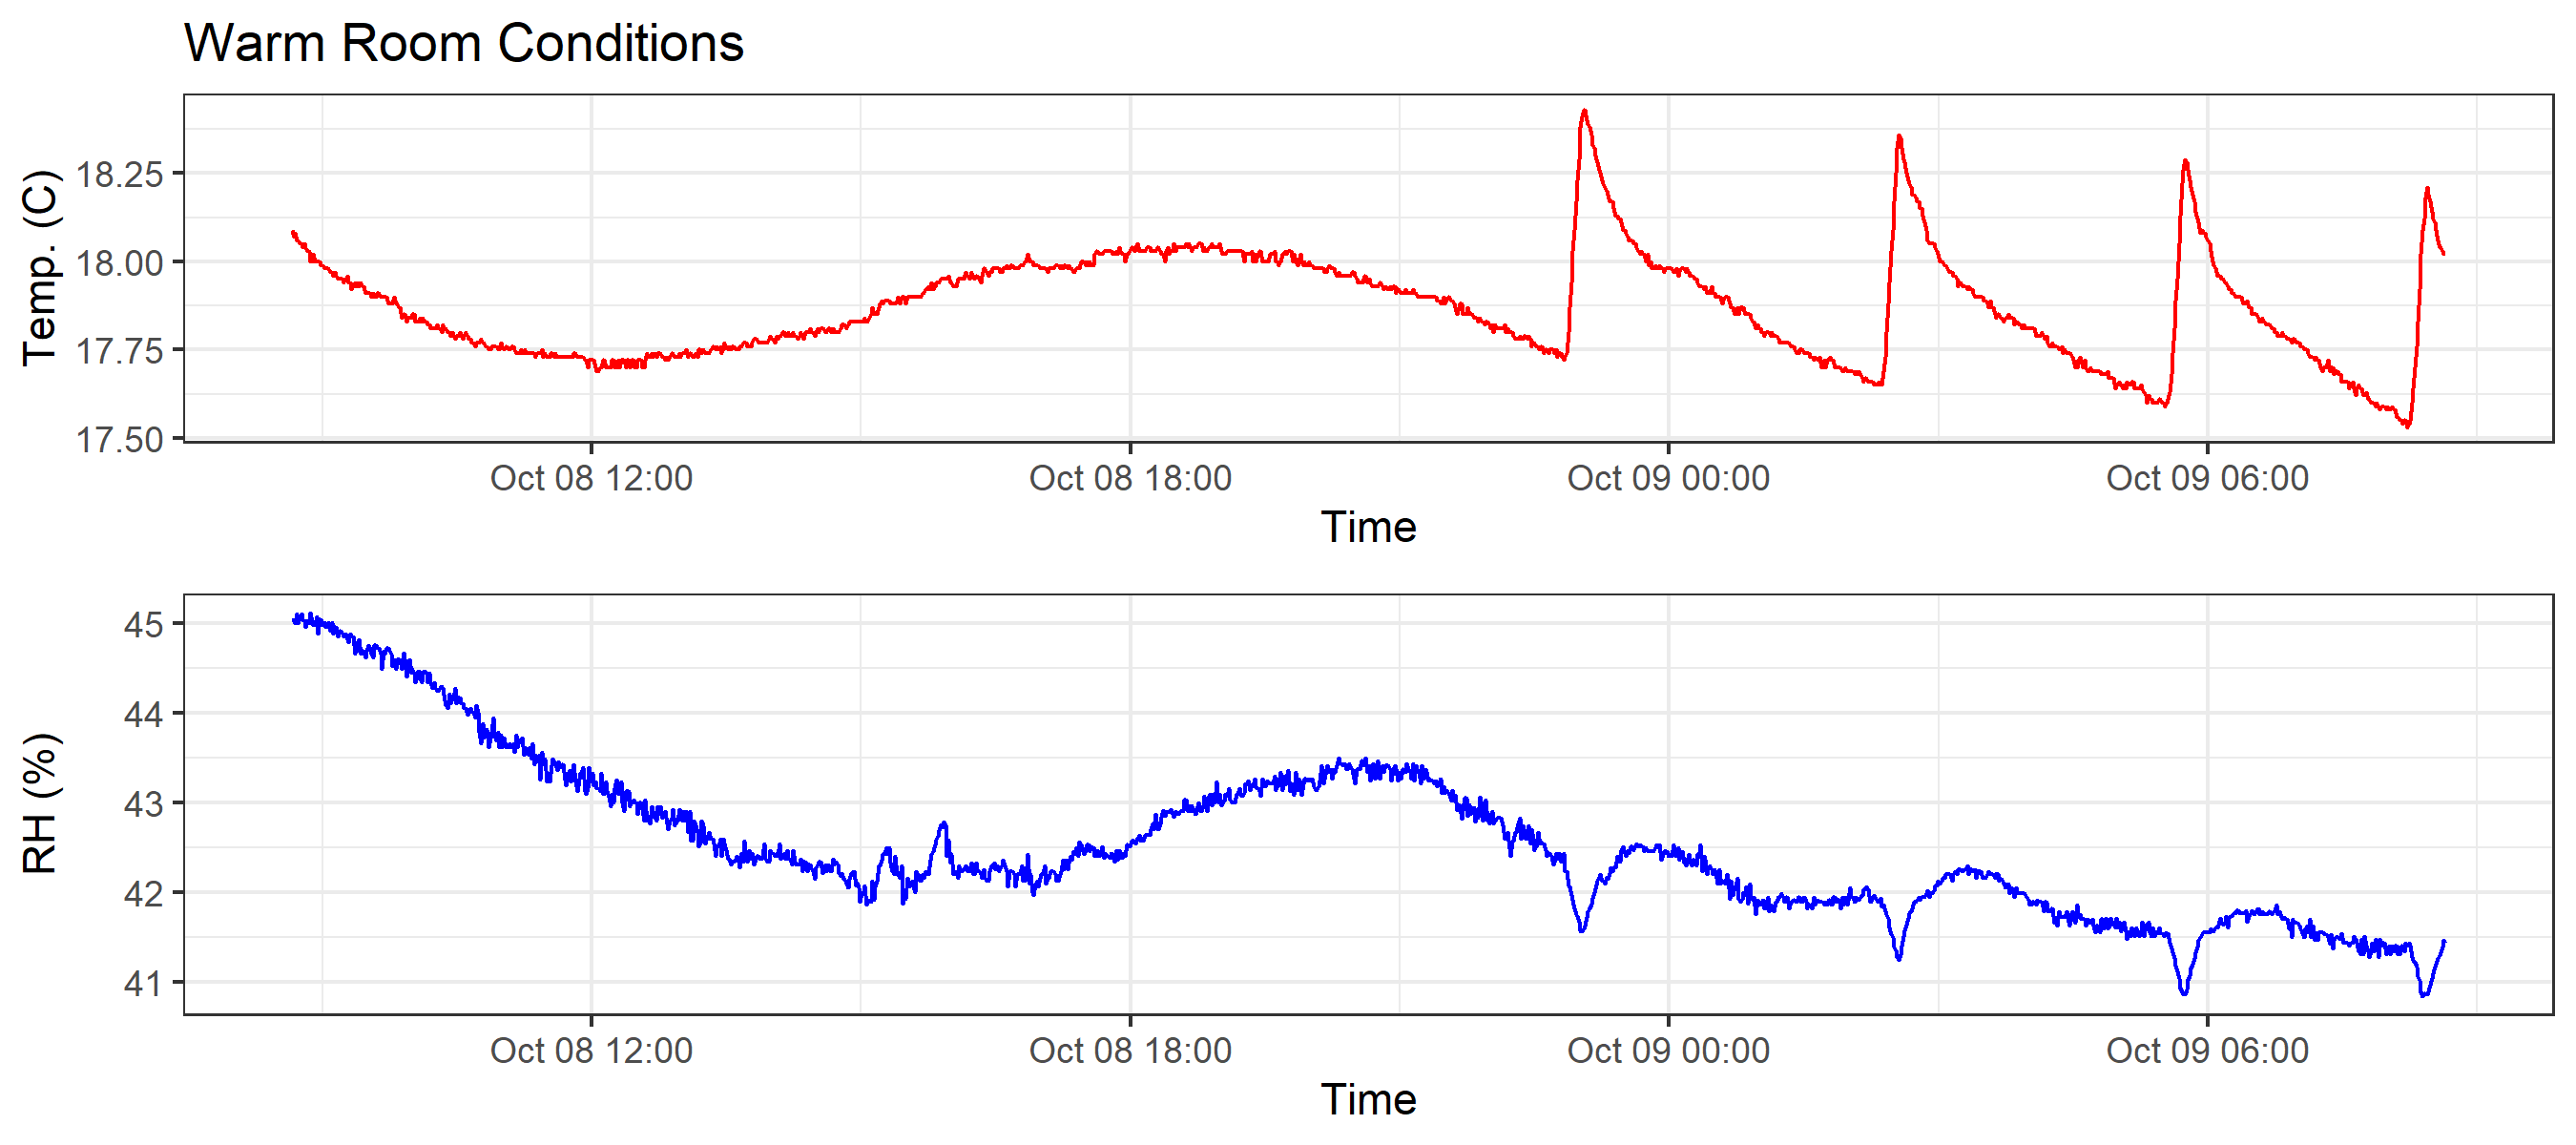 Warm Room Conditions
Temp. (C)
18.25
18.00
17.75
17.50
Oct 08 12:00 Oct 08 18:00 Oct 09 00:00 Oct 09 06:00
Time
RH (%)
45
44
43
42
41
Oct 08 12:00 Oct 08 18:00 Oct 09 00:00 Oct 09 06:00
Time